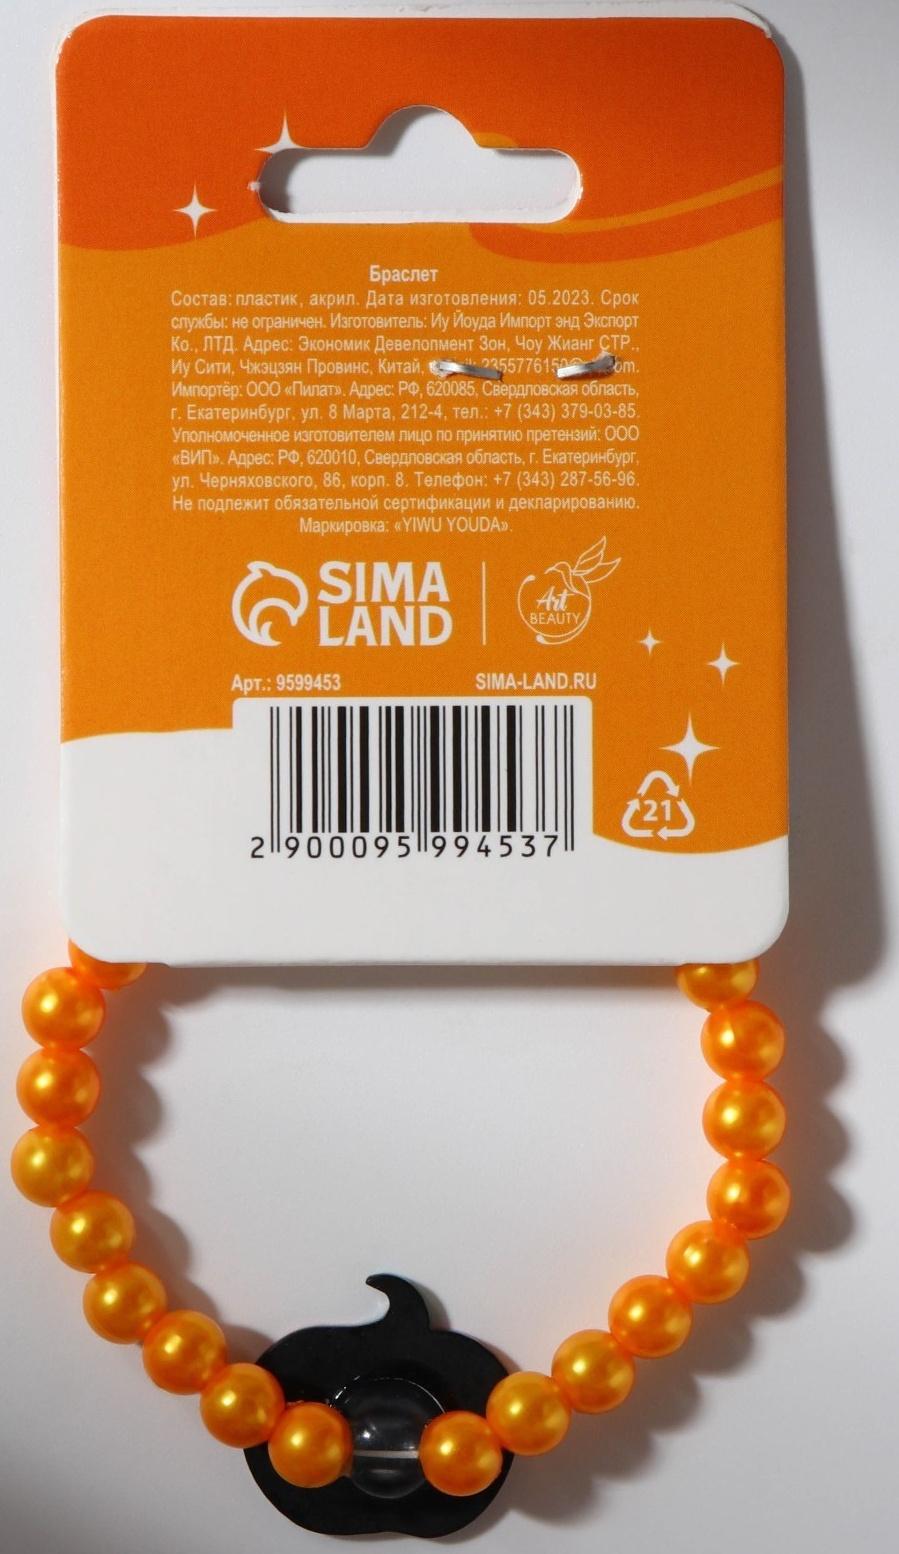 Браслет
Состав: пластик, акрил. Дата изготовления: 05.2023. Срок
службы: не ограничен. Изготовитель: Иу Йоуда Импорт энд Экспорт
Ко., ЛТД. Адрес: Экономик Девелопмент Зон, Чоу Жианг СТР.,
Иу Сити, Чжэцзян Провинс, Китай,
Импортёр: ООО «Пилат». Адрес: РФ, 620085, Свердловская область,
г. Екатеринбург, ул. 8 Марта, 212-4, тел.: +7 (343) 379-03-85.
Уполномоченное изготовителем лицо по принятию претензий: ООО
«ВИП». Адрес: РФ, 620010, Свердловская область, г. Екатеринбург,
ул. Черняховского, 86, корп. 8. Телефон: +7 (343) 287-56-96.
Не подлежит обязательной сертификации и декларированию.
Маркировка: «YIWU YOUDA».
SIMA
LAND
Art
BEAUTY
Арт.: 9599453 SIMA-LAND.RU
21
2 900095 994537